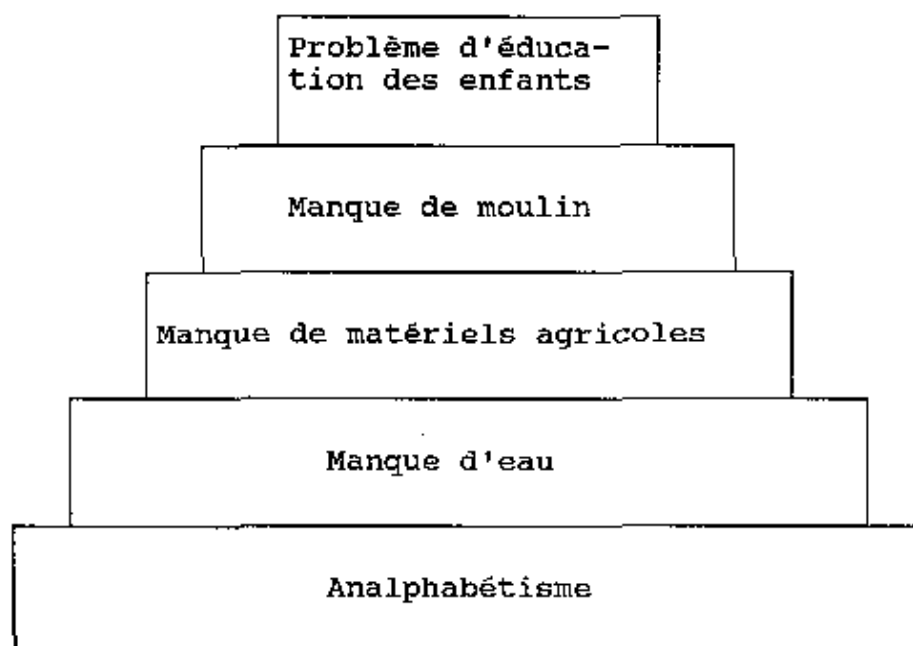 Problème d'éduca-
tion des enfants
Manque de moulin
Manque de matériels agricoles
Manque d'eau
Analphabétisme